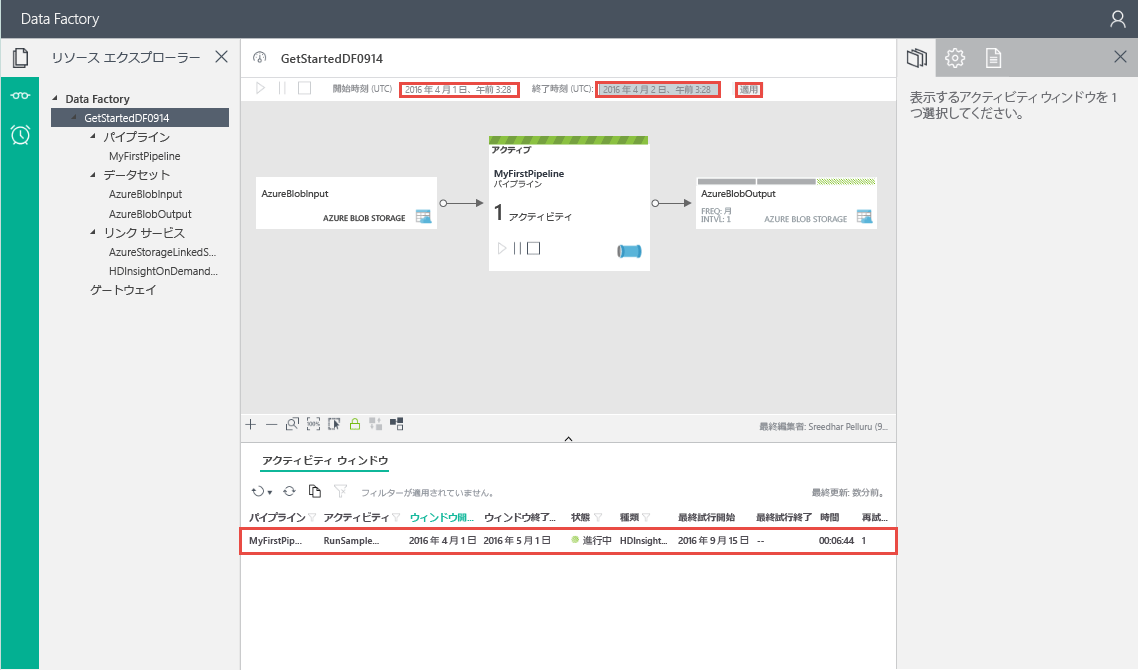 Data Factory
リソース エクスプローラー
Data Factory
GetStartedDF0914
パイプライン
MyFirstPipeline
データセット
AzureBlobInput
AzureBlobOutput
リンク サービス
AzureStorageLinkedS...
HDInsightOnDemand...
ゲートウェイ
GetStartedDF0914
開始時刻 (UTC) 2016 年 4 月 1 日、午前 3:28 終了時刻 (UTC): 2016 年 4 月 2 日、午前 3:28 適用
AzureBlobInput
AZURE BLOB STORAGE
アクティブ
MyFirstPipeline
パイプライン
1 アクティビティ
AzureBlobOutput
FREQ: 月
INTVL: 1
AZURE BLOB STORAGE
100%
最終編集者: Sreedhar Pelluru (9...
アクティビティ ウィンドウ
フィルターが適用されていません。
最終更新: 数分前。
パイプライン アクティビティ ウィンドウ開... ウィンドウ終了... 状態 種類 最終試行開始 最終試行終了 時間 再試...
MyFirstPip... RunSample... 2016 年 4 月 1 日 2016 年 5 月 1 日 進行中 HDInsight... 2016 年 9 月 15 日 -- 00:06:44 1
表示するアクティビティ ウィンドウを 1
つ選択してください。